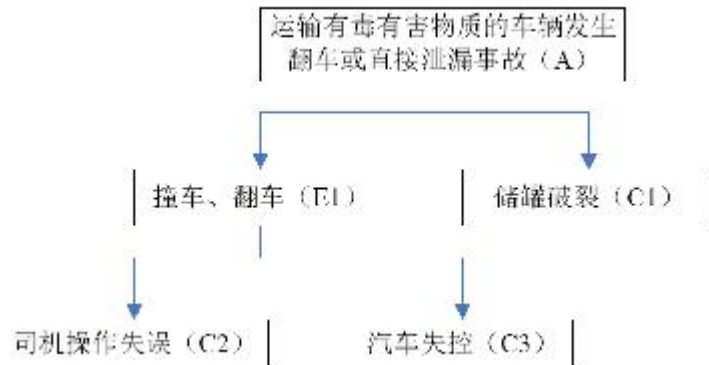 运输有毒有害物质的车辆发生
翻车或直接泄漏事故（A）
撞车、翻车（E1）
储罐破裂（C1）
司机操作失误（C2）
汽车失控（C3）